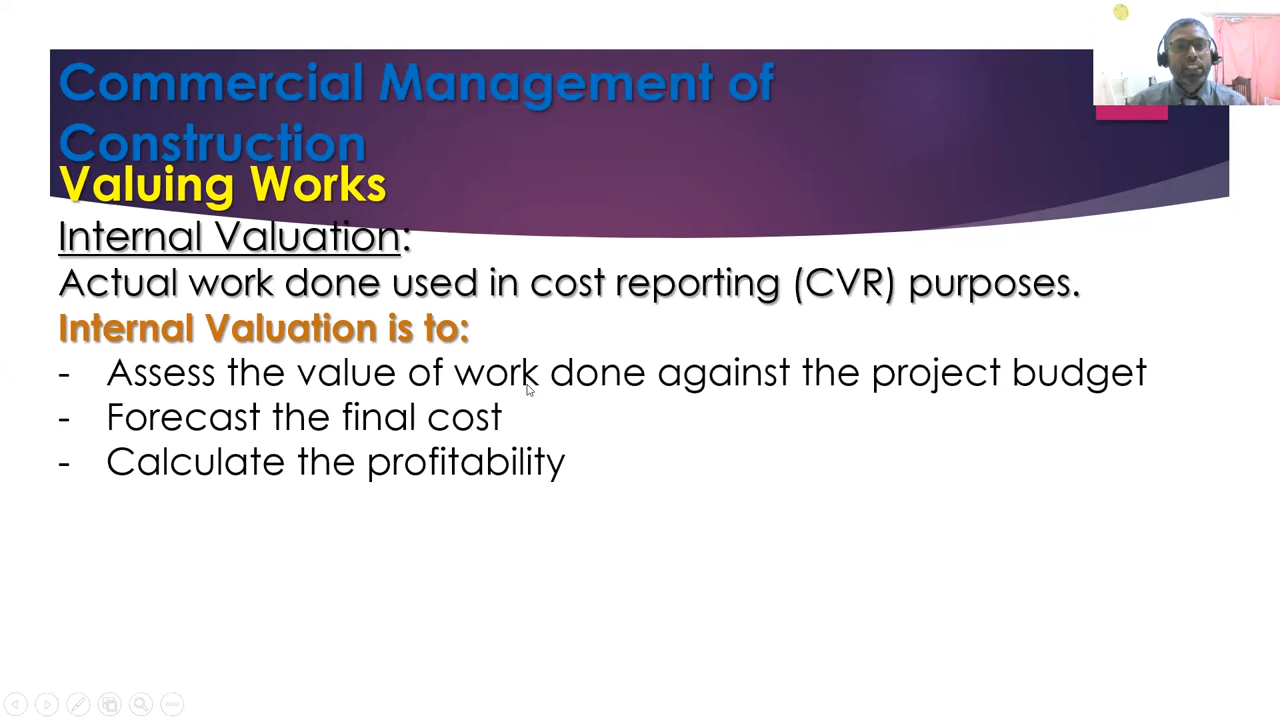 Commercial Management of
Construction
Valuing Works
Internal Valuation:
Actual work done used in cost reporting (CVR) purposes.
Internal Valuation is to:
- Assess the value of work done against the project budget
- Forecast the final cost
- Calculate the profitability